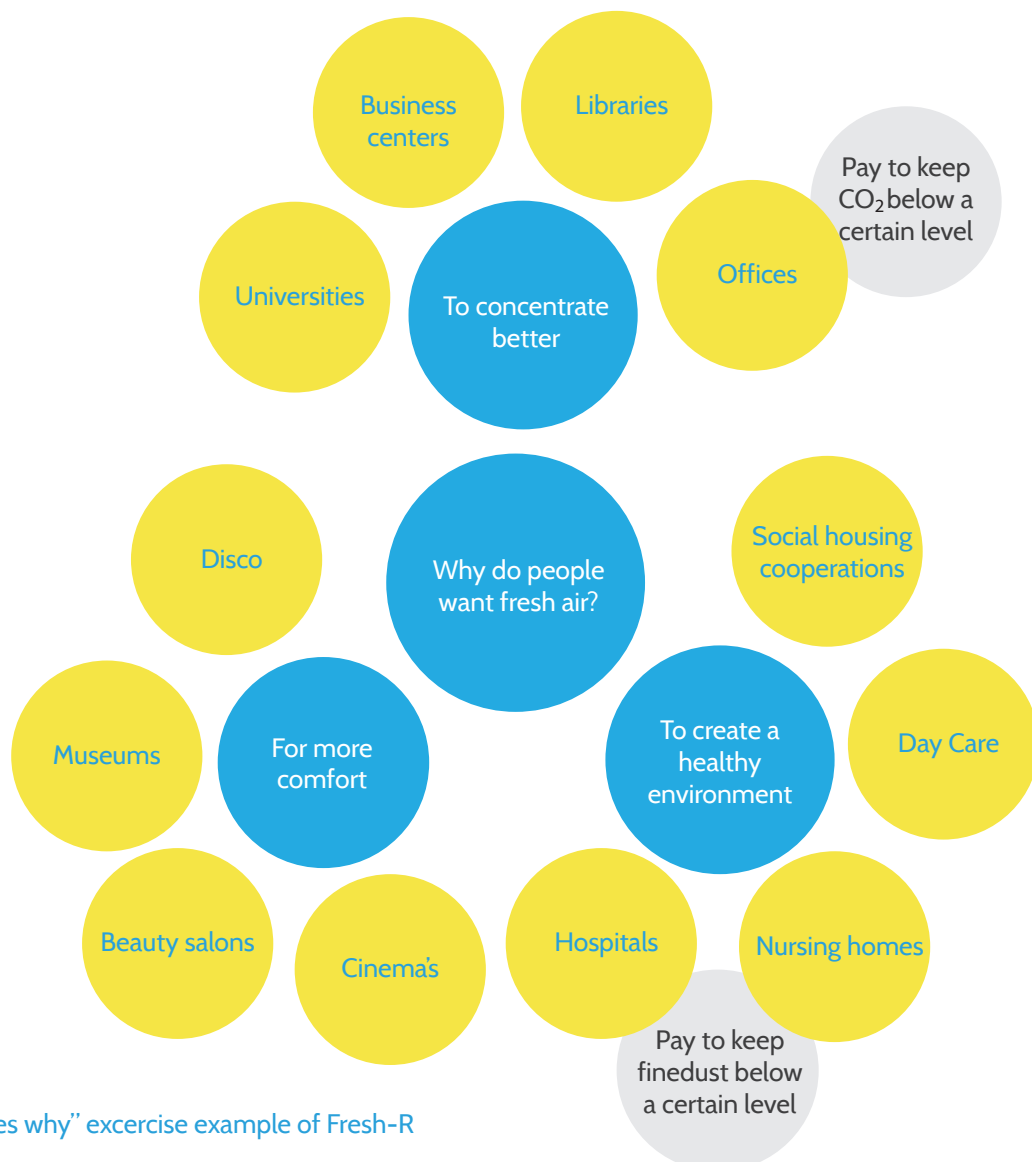 Business
centers
Libraries
Pay to keep
CO₂ below a
certain level
Universities
To concentrate
better
Offices
Disco
Why do people
want fresh air?
Social housing
cooperations
Museums
For more
comfort
To create a
healthy
environment
Day Care
Beauty salons
Cinema's
Hospitals
Nursing homes
Pay to keep
finedust below
a certain level
why” excercise example of Fresh-R